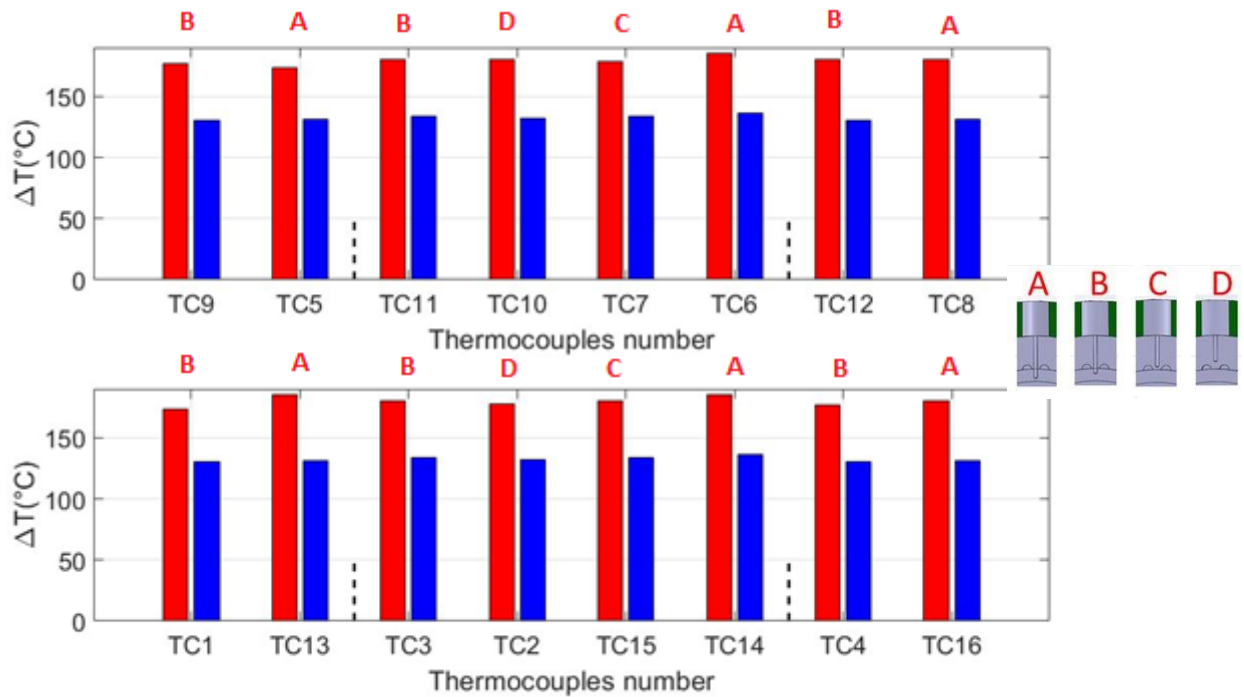 B A B D C A B A
150
100
50
0
ΔT(°C)
TC9 TC5 TC11 TC10 TC7 TC6 TC12 TC8
Thermocouples number
A B C D
B A B D C A B A
150
100
50
0
ΔT(°C)
TC1 TC13 TC3 TC2 TC15 TC14 TC4 TC16
Thermocouples number